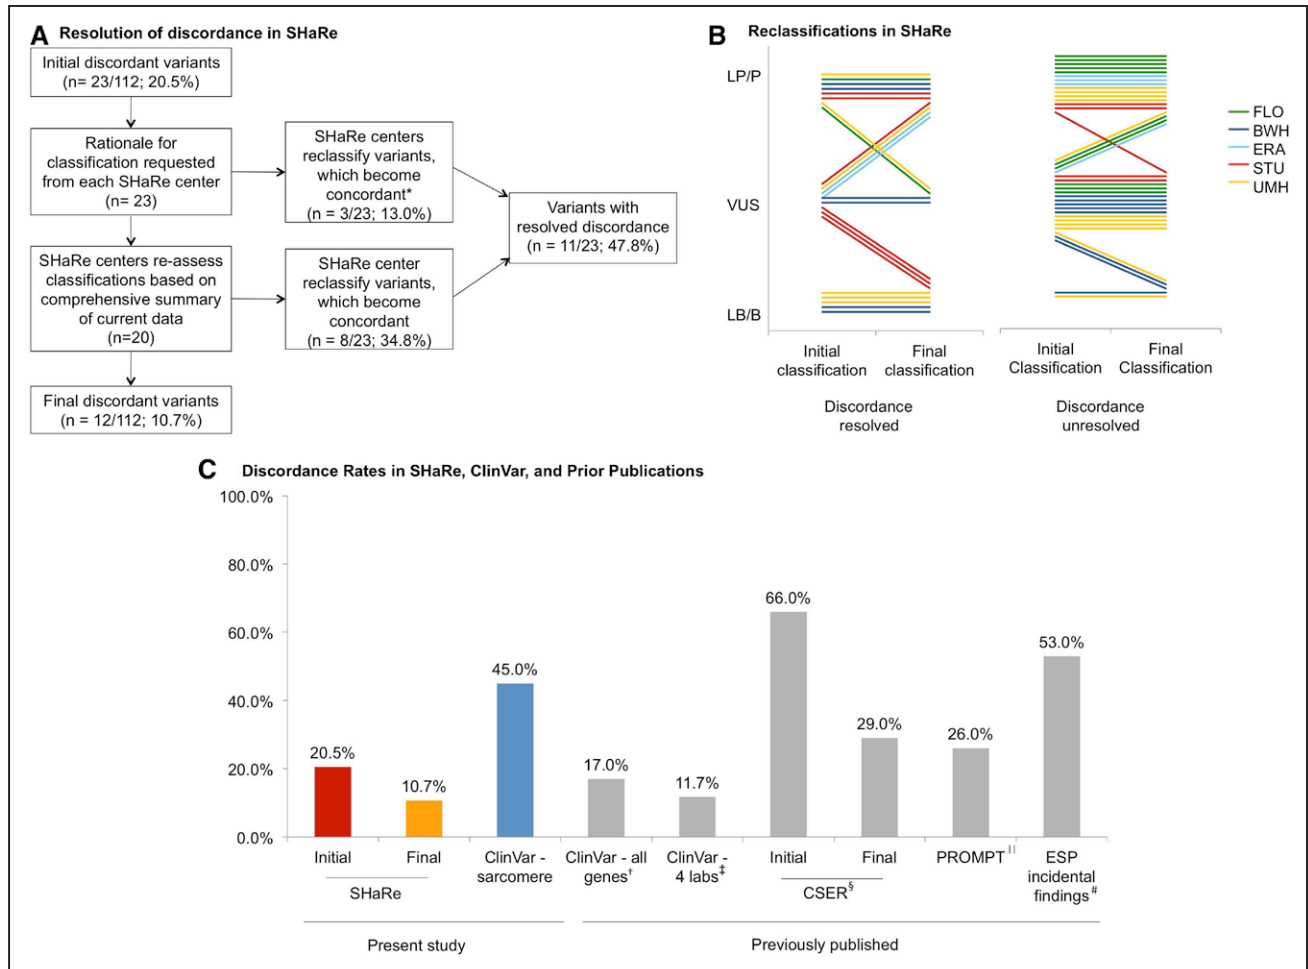 A Resolution of discordance in SHaRe
Initial discordant variants
(n= 23/112; 20.5%)
Rationale for
classification requested
from each SHaRe center
(n= 23)
SHaRe centers
reclassify variants,
which become
concordant*
(n = 3/23; 13.0%)
Variants with
resolved discordance
(n = 11/23; 47.8%)
SHaRe centers re-assess
classifications based on
comprehensive summary
of current data
(n=20)
SHaRe center
reclassify variants,
which become
concordant
(n = 8/23; 34.8%)
Final discordant variants
(n = 12/112; 10.7%)
B Reclassifications in SHaRe
LP/P
VUS
LB/B
Initial
classification
Final
classification
Discordance
resolved
Initial
Classification
Final
Classification
Discordance
unresolved
FLO
BWH
ERA
STU
UMH
C Discordance Rates in SHaRe, ClinVar, and Prior Publications
100.0%
80.0%
60.0%
40.0%
20.0%
0.0%
20.5%
10.7%
45.0%
17.0%
11.7%
66.0%
29.0%
26.0%
53.0%
Initial
Final
SHaRe
ClinVar -
sarcomere
ClinVar - all
genes†
ClinVar -
4 labs‡
Initial
Final
CSER§
PROMPT||
ESP
incidental
findings#
Present study
Previously published